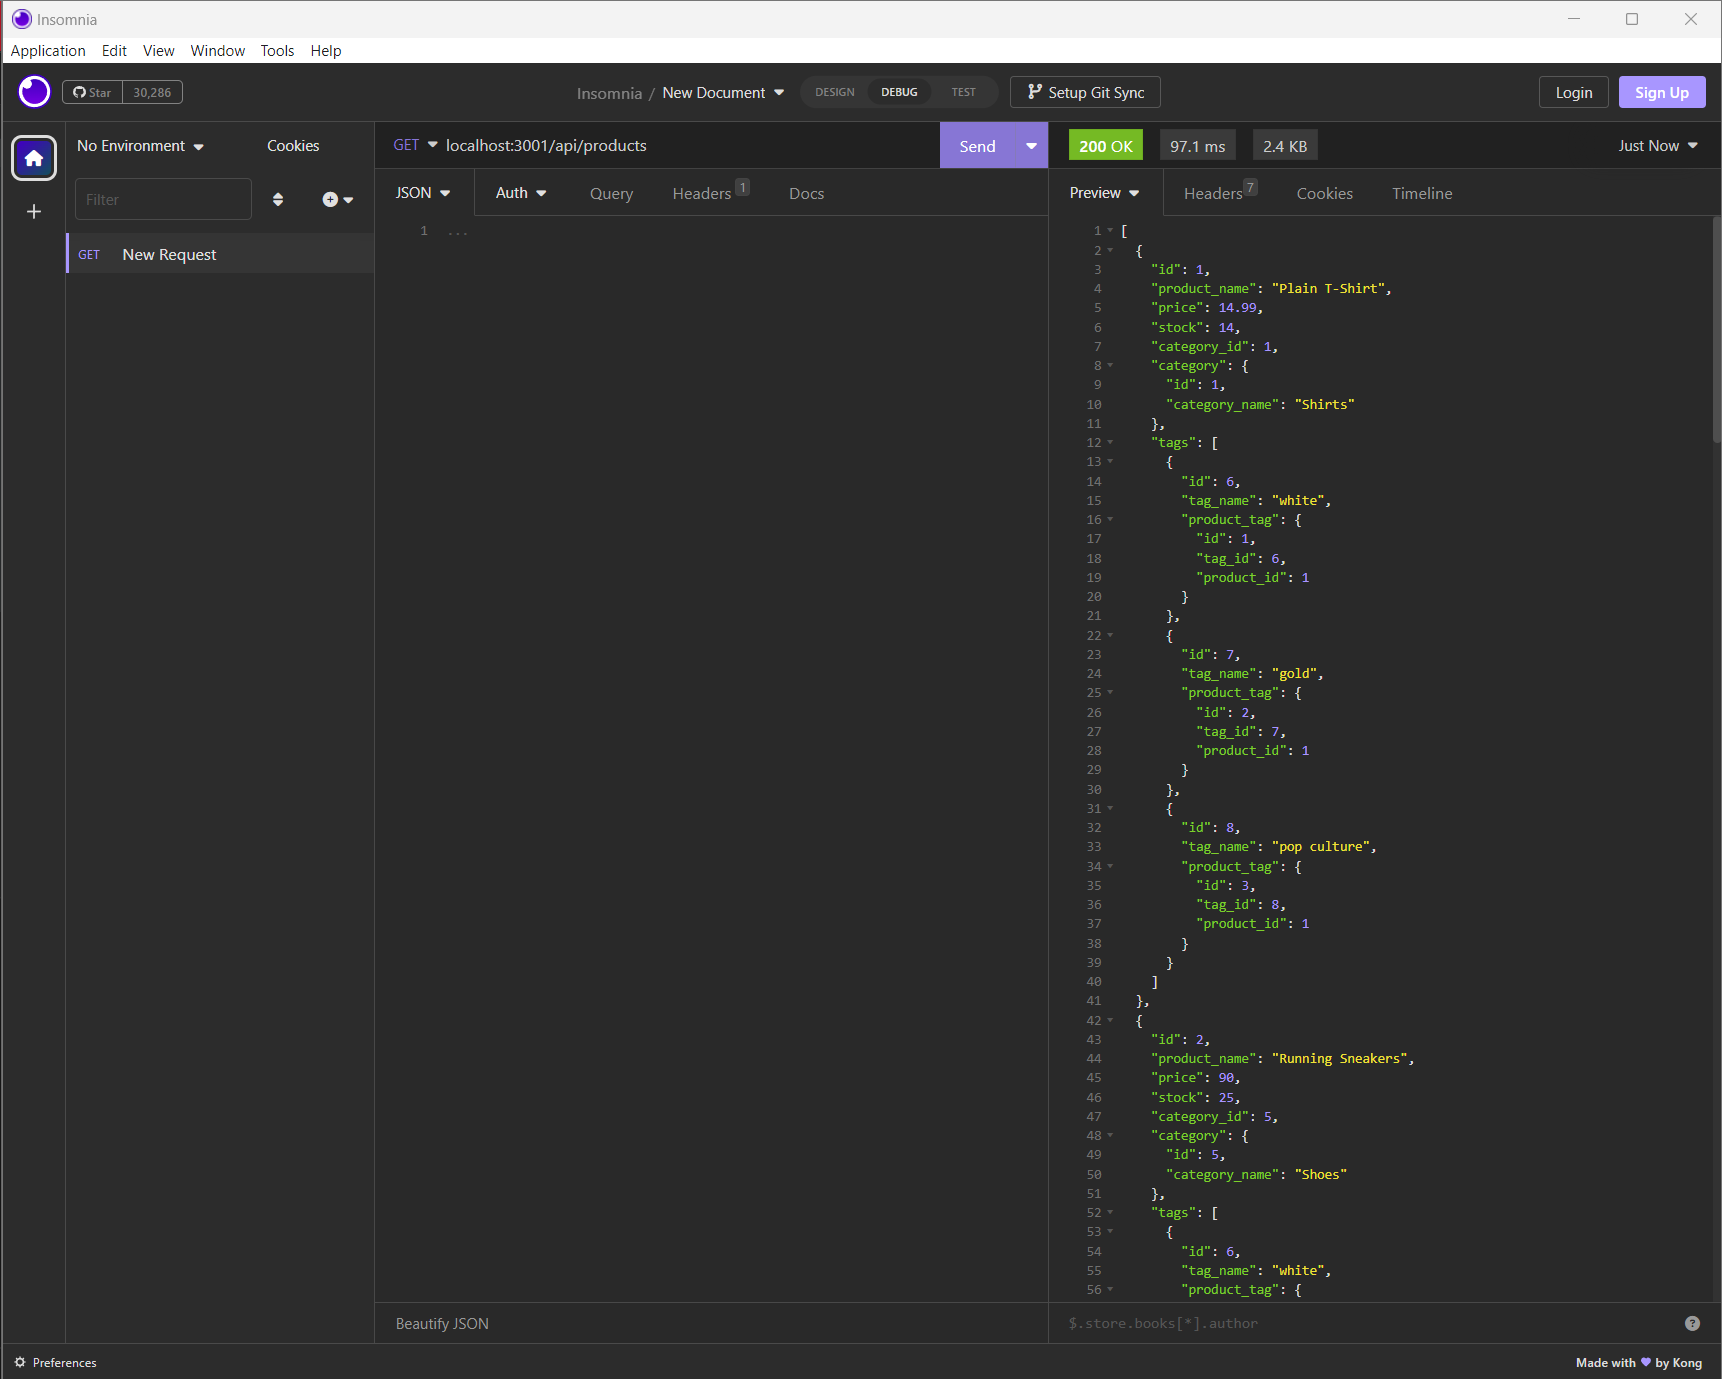 Insomnia
Application Edit View Window Tools Help
Star 30,286
Insomnia / New Document
DESIGN DEBUG TEST
Setup Git Sync
Login Sign Up
No Environment Cookies
Filter
GET New Request
GET localhost:3001/api/products
Send
200 OK 97.1 ms 2.4 KB
Just Now
JSON Auth Query Headers 1 Docs
Preview Headers 7 Cookies Timeline
1 ...
1 [
2 {
3 "id": 1,
4 "product_name": "Plain T-Shirt",
5 "price": 14.99,
6 "stock": 14,
7 "category_id": 1,
8 "category": {
9 "id": 1,
10 "category_name": "Shirts"
11 },
12 "tags": [
13 {
14 "id": 6,
15 "tag_name": "white",
16 "product_tag": {
17 "id": 1,
18 "tag_id": 6,
19 "product_id": 1
20 }
21 },
22 {
23 "id": 7,
24 "tag_name": "gold",
25 "product_tag": {
26 "id": 2,
27 "tag_id": 7,
28 "product_id": 1
29 }
30 },
31 {
32 "id": 8,
33 "tag_name": "pop culture",
34 "product_tag": {
35 "id": 3,
36 "tag_id": 8,
37 "product_id": 1
38 }
39 }
40 ]
41 },
42 {
43 "id": 2,
44 "product_name": "Running Sneakers",
45 "price": 90,
46 "stock": 25,
47 "category_id": 5,
48 "category": {
49 "id": 5,
50 "category_name": "Shoes"
51 },
52 "tags": [
53 {
54 "id": 6,
55 "tag_name": "white",
56 "product_tag": {
Beautify JSON
$.store.books[*].author
Preferences
Made with by Kong